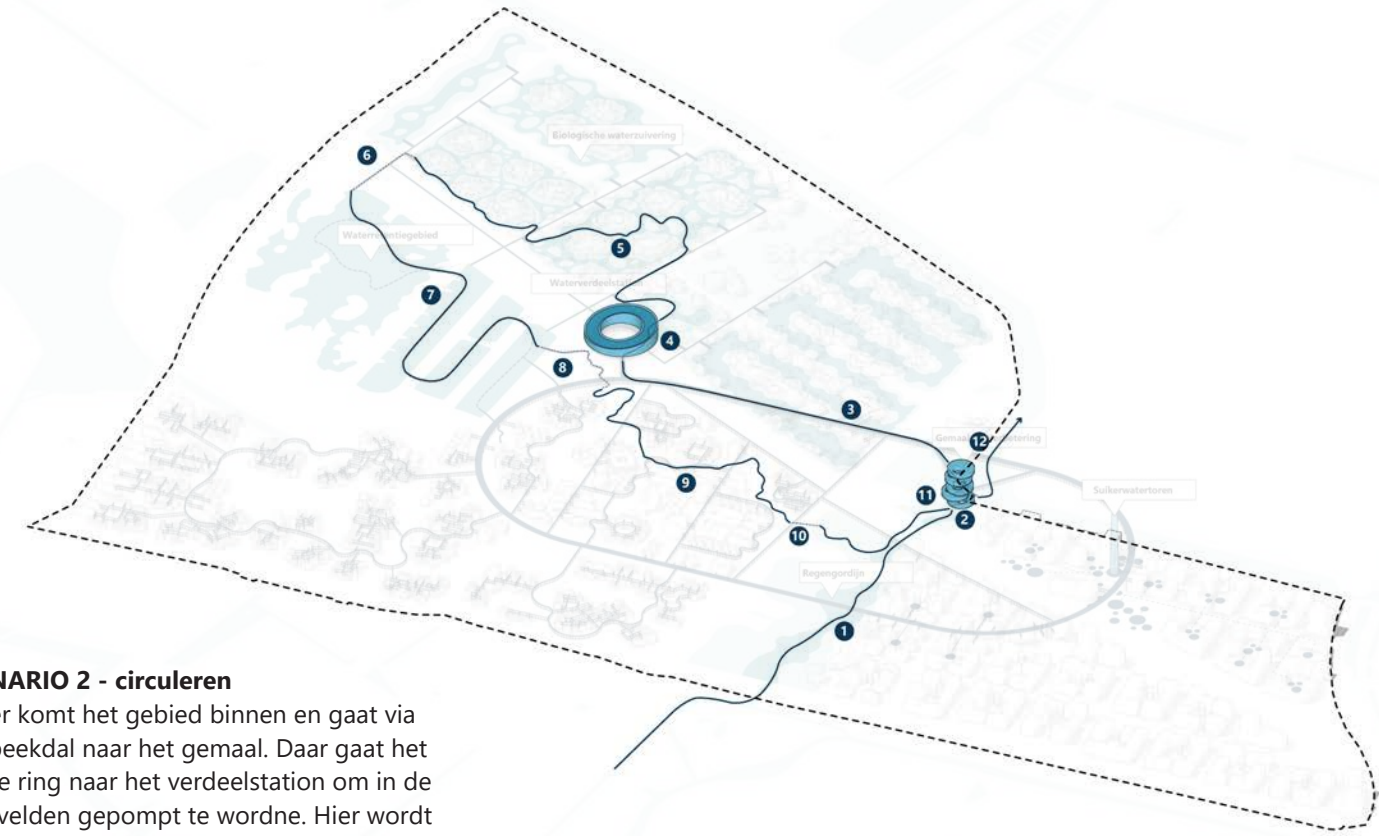 Biologische waterzuivering
6
5
Waterverdeelstation
7
4
8
3
12
9
11
2
Suikerwatertoren
10
Regengordijn
1
NARIO 2 - circuleren
er komt het gebied binnen en gaat via
beekdal naar het gemaal. Daar gaat het
e ring naar het verdeelstation om in de
velden gepompt te wordne. Hier wordt